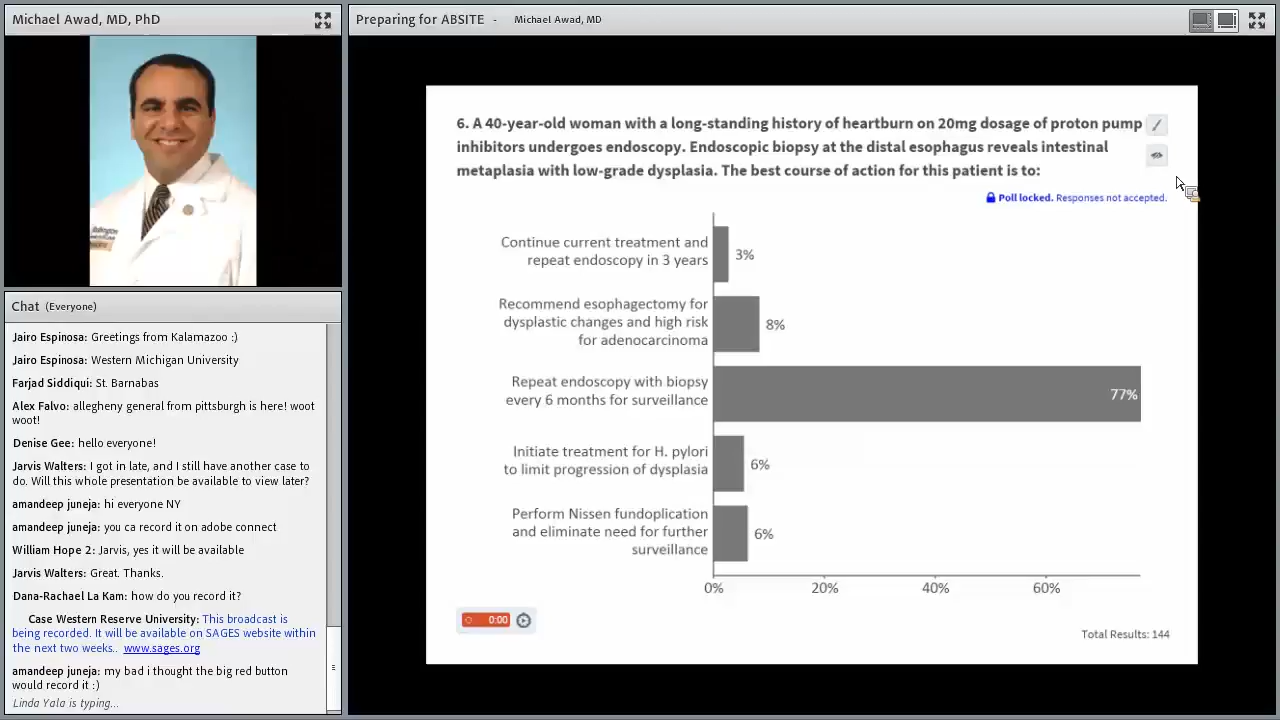 Michael Awad, MD, PhD
Chat (Everyone)
Jairo Espinosa: Greetings from Kalamazoo :)
Jairo Espinosa: Western Michigan University
Farjad Siddiqui: St. Barnabas
Alex Falvo: allegheny general from pittsburgh is here! woot
woot!
Denise Gee: hello everyone!
Jarvis Walters: I got in late, and I still have another case to
do. Will this whole presentation be available to view later?
amandeep juneja: hi everyone NY
amandeep juneja: you ca record it on adobe connect
William Hope 2: Jarvis, yes it will be available
Jarvis Walters: Great. Thanks.
Dana-Rachael La Kam: how do you record it?
Case Western Reserve University: This broadcast is
being recorded. It will be available on SAGES website within
the next two weeks.. www.sages.org
amandeep juneja: my bad i thought the big red button
would record it :)
Linda Yala is typing...
Preparing for ABSITE - Michael Awad, MD
6. A 40-year-old woman with a long-standing history of heartburn on 20mg dosage of proton pump
inhibitors undergoes endoscopy. Endoscopic biopsy at the distal esophagus reveals intestinal
metaplasia with low-grade dysplasia. The best course of action for this patient is to:
Poll locked. Responses not accepted.
Continue current treatment and
repeat endoscopy in 3 years
3%
Recommend esophagectomy for
dysplastic changes and high risk
for adenocarcinoma
8%
Repeat endoscopy with biopsy
every 6 months for surveillance
77%
Initiate treatment for H. pylori
to limit progression of dysplasia
6%
Perform Nissen fundoplication
and eliminate need for further
surveillance
6%
0% 20% 40% 60%
0:00
Total Results: 144